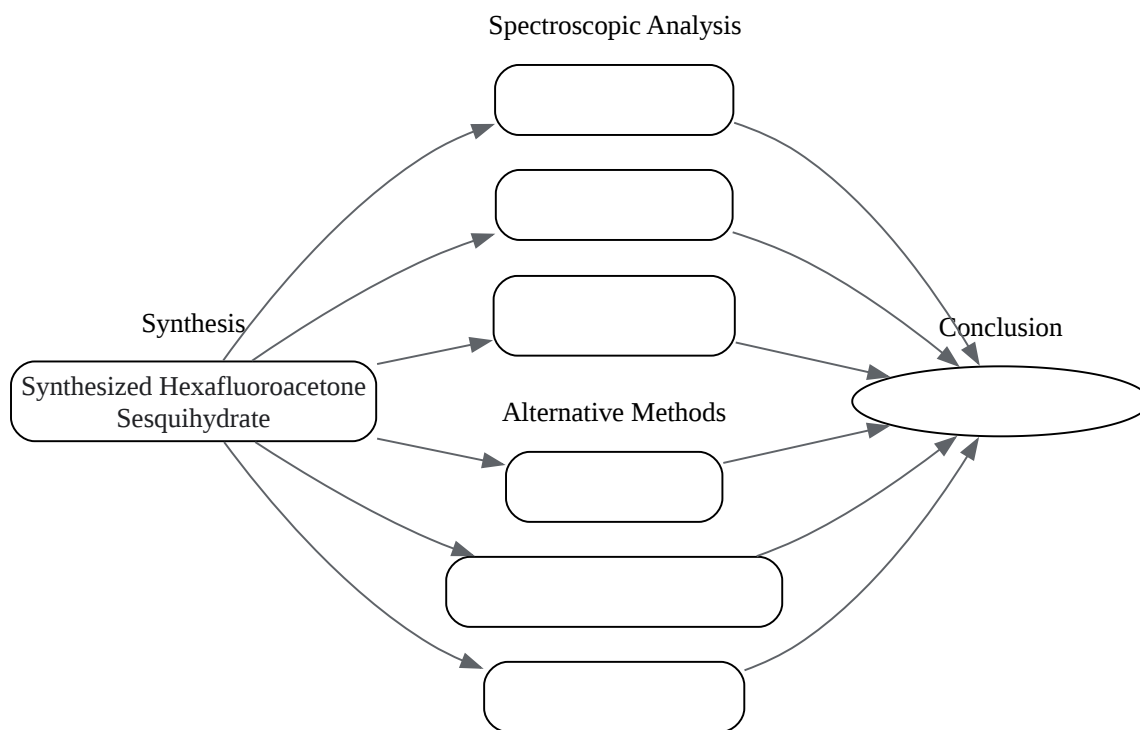 Spectroscopic Analysis
Synthesis
Conclusion
Synthesized Hexafluoroacetone
Sesquihydrate
Alternative Methods